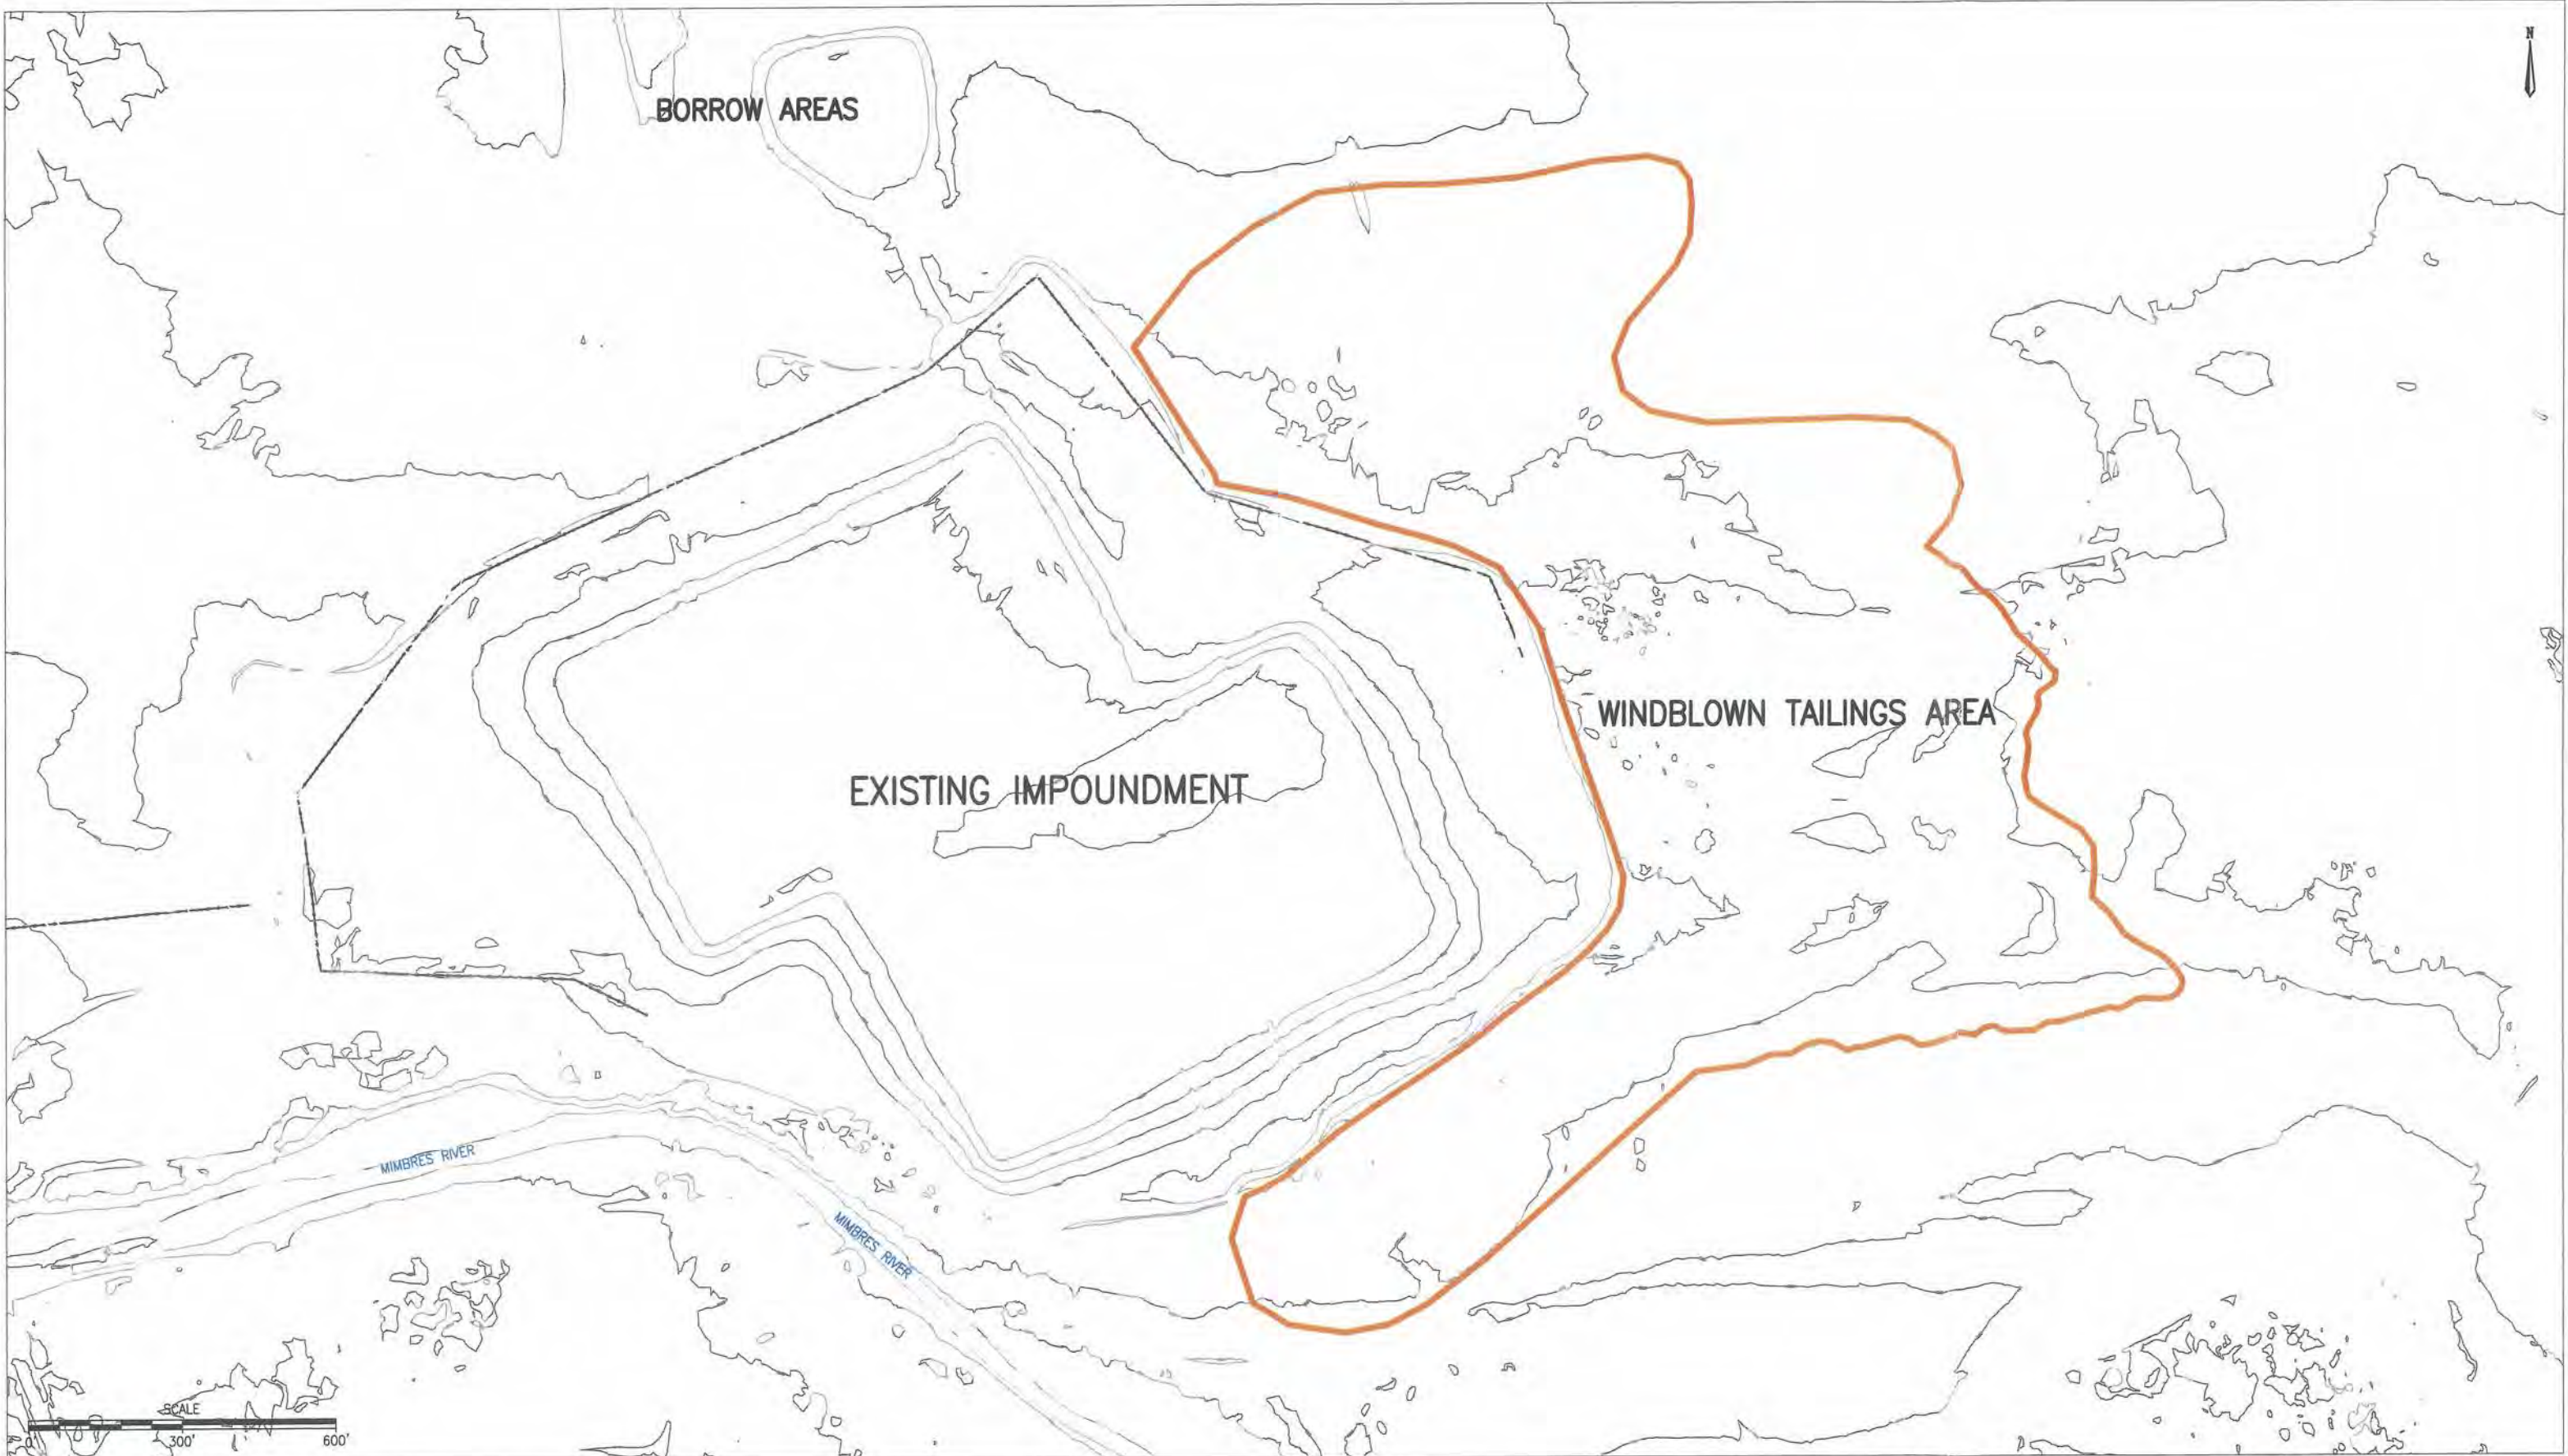 N
BORROW AREAS
WINDBLOWN TAILINGS AREA
EXISTING IMPOUNDMENT
MIMBRES RIVER
MIMBRES RIVER
SCALE
0' 300' 600'